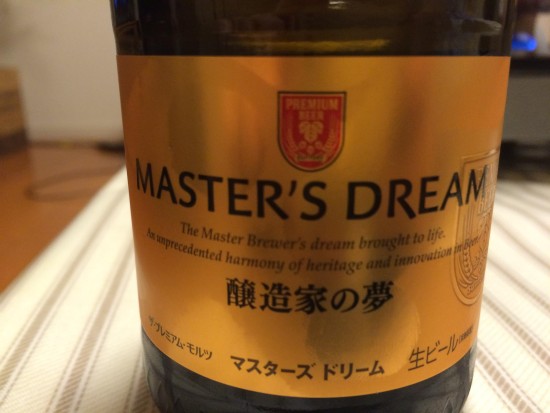 PREMIUM
BEER
MASTER'S DREAM
The Master Brewer's dream brought to life.
An unprecedented harmony of heritage and innovation in Beer.
醸造家の夢
ザ・プレミアム・モルツ
マスターズ ドリーム
生ビール